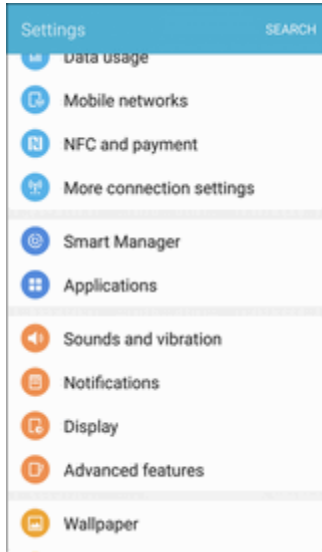 Settings
SEARCH
Data usage
Mobile networks
NFC and payment
More connection settings
Smart Manager
Applications
Sounds and vibration
Notifications
Display
Advanced features
Wallpaper